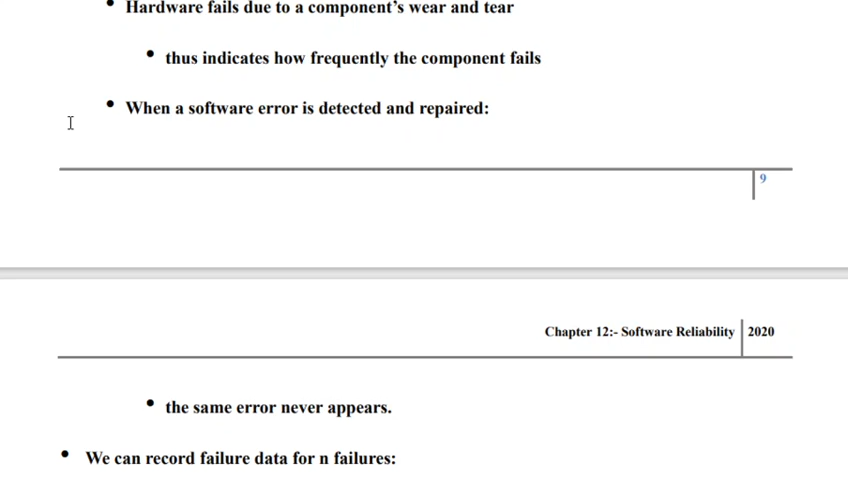 • Hardware fails due to a component's wear and tear
• thus indicates how frequently the component fails
• When a software error is detected and repaired:
9
Chapter 12:- Software Reliability 2020
• the same error never appears.
• We can record failure data for n failures: